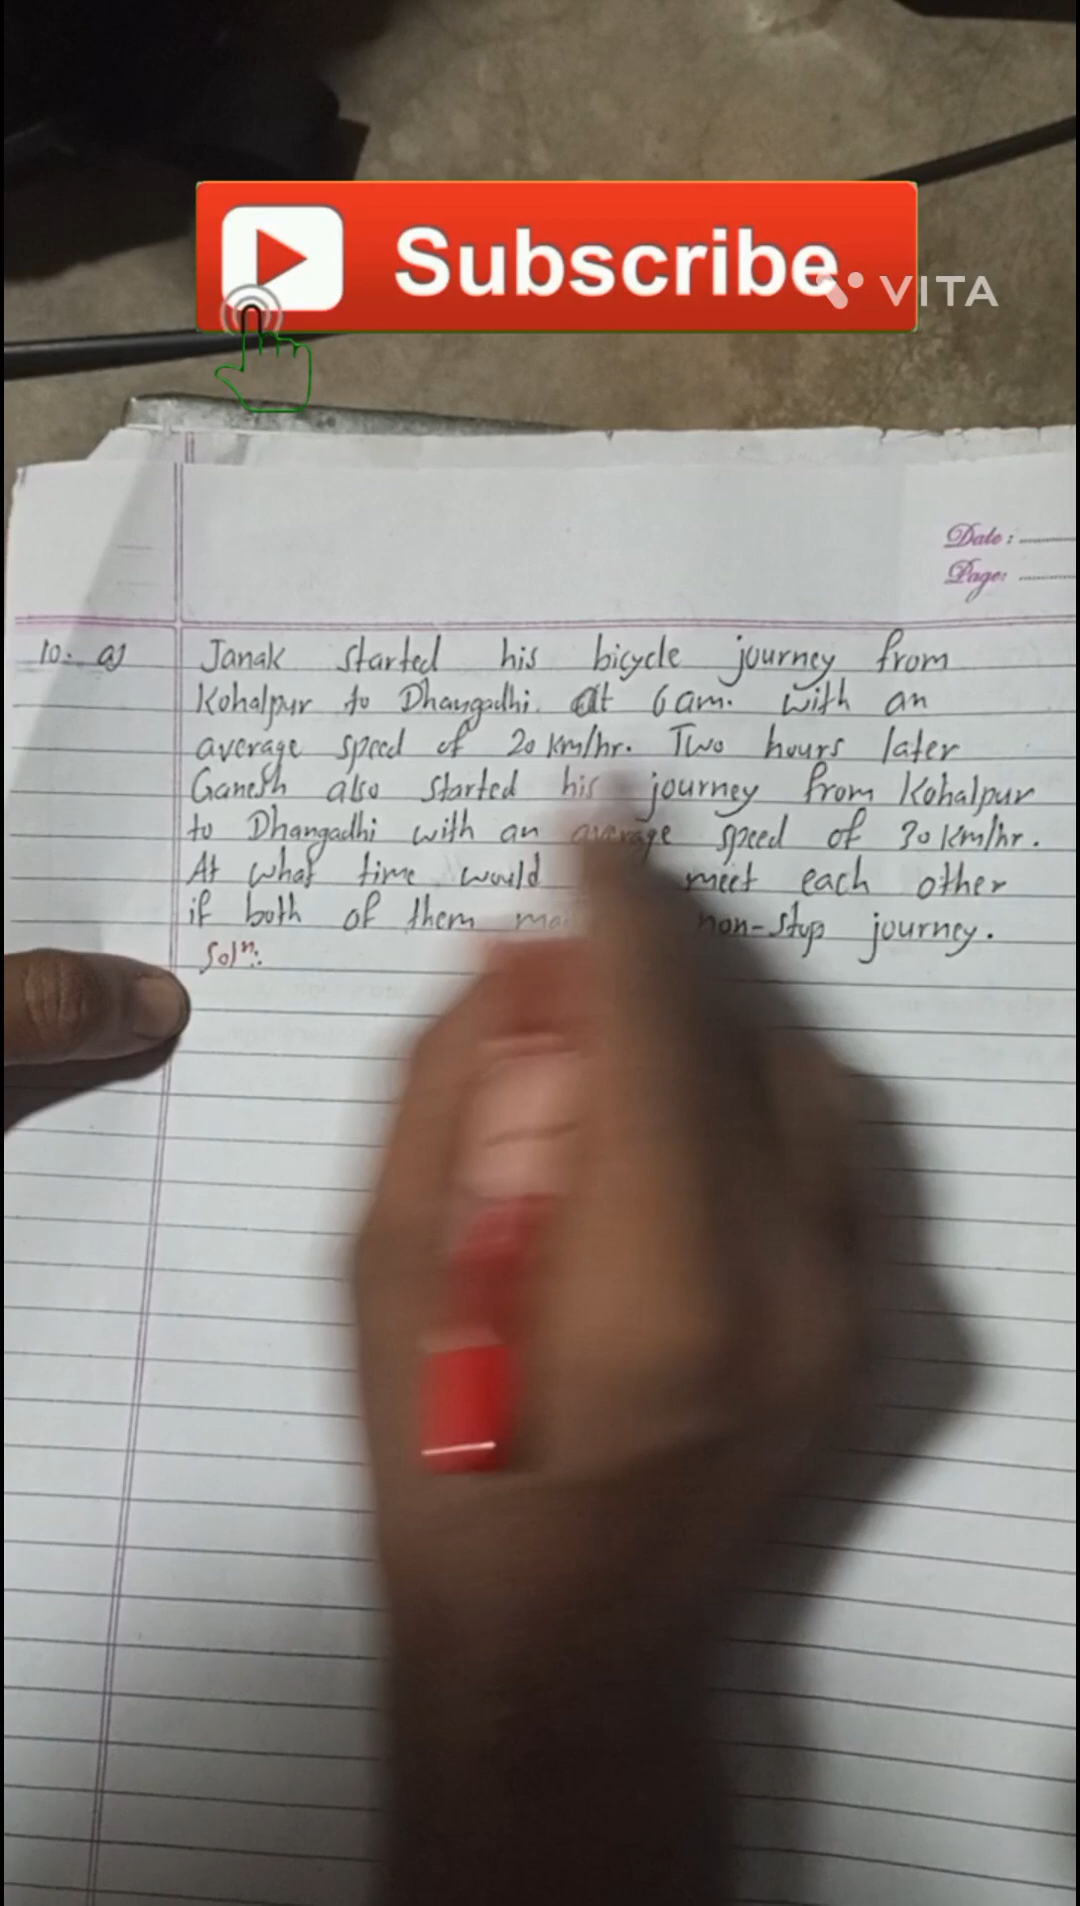 Subscribe
VITA
Date:
Page:
10. a) Janak started his bicycle journey from
Kohalpur to Dhangadhi. at 6 am. with an
average speed of 20 km/hr. Two hours later
Ganesh also started his journey from Kohalpur
to Dhangadhi with an average speed of 30 km/hr.
At what time would meet each other
if both of them non-stop journey.
Solⁿ: